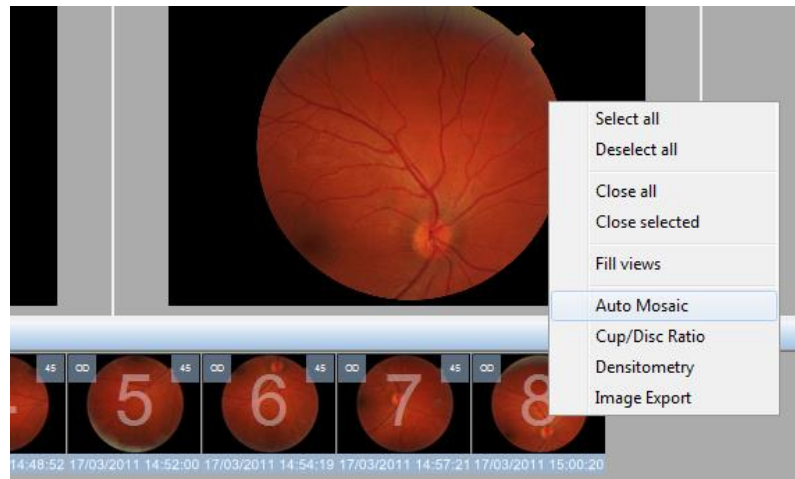 Select all
Deselect all
Close all
Close selected
Fill views
Auto Mosaic
Cup/Disc Ratio
Densitometry
Image Export
45 45 45 45
5 6 7 8
14:48:52 17/03/2011 14:52:00 17/03/2011 14:54:19 17/03/2011 14:57:21 17/03/2011 15:00:20